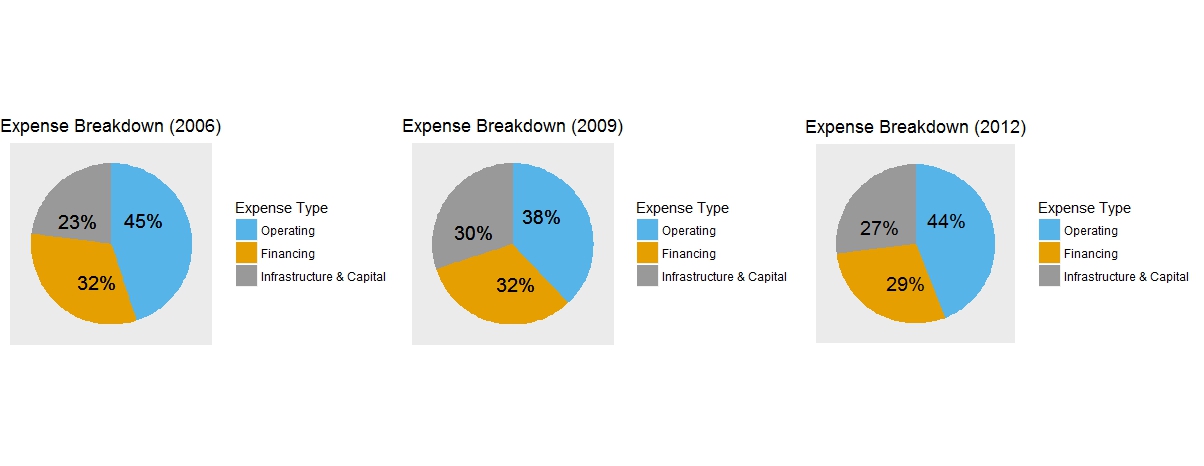 Expense Breakdown (2006)
45%
23%
32%
Expense Type
Operating
Financing
Infrastructure & Capital
Expense Breakdown (2009)
38%
30%
32%
Expense Type
Operating
Financing
Infrastructure & Capital
Expense Breakdown (2012)
44%
27%
29%
Expense Type
Operating
Financing
Infrastructure & Capital